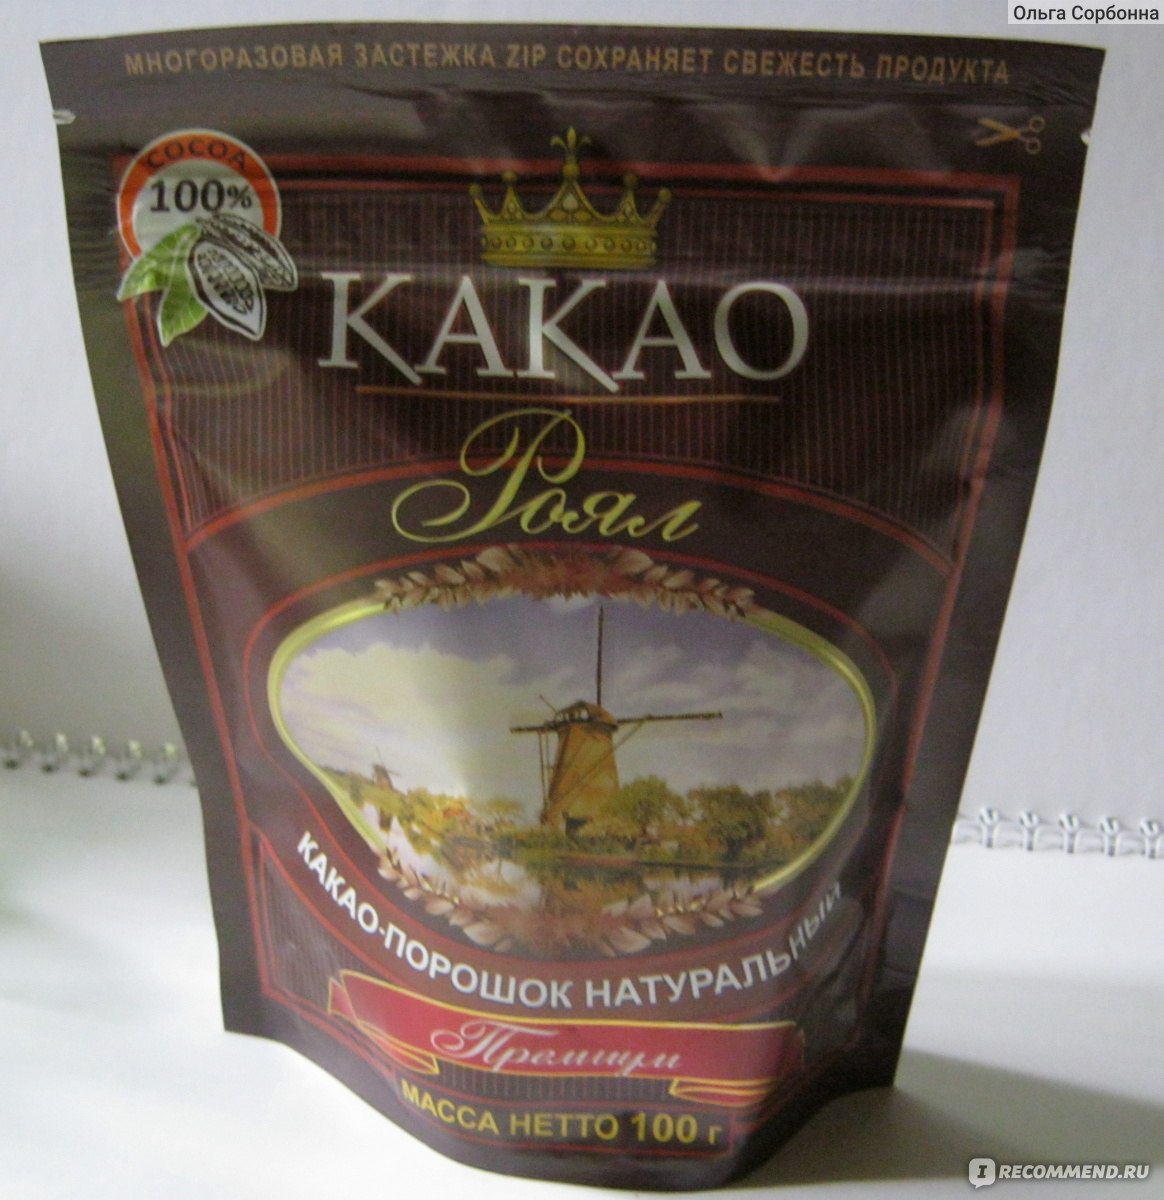 Ольга Сорбонна
МНОГОРАЗОВАЯ ЗАСТЕЖКА ZIP СОХРАНЯЕТ СВЕЖЕСТЬ ПРОДУКТА
COCOA
100%
КАКАО
Роял
КАКАО-ПОРОШОК НАТУРАЛЬНЫЙ
Премиум
МАССА НЕТТО 100 г
IRECOMMEND.RU